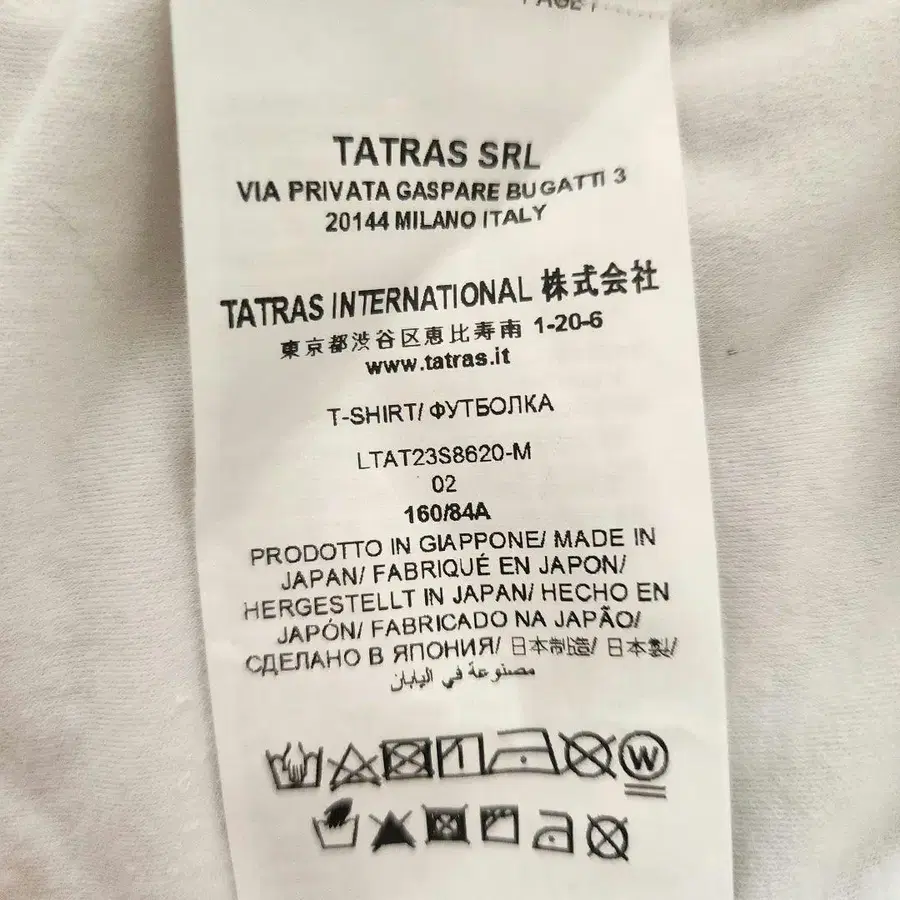 TATRAS SRL
VIA PRIVATA GASPARE BUGATTI 3
20144 MILANO ITALY
TATRAS INTERNATIONAL 株式会社
東京都渋谷区恵比寿南 1-20-6
www.tatras.it
T-SHIRT/ ФУТБОЛКА
LTAT23S8620-M
02
160/84A
PRODOTTO IN GIAPPONE/ MADE IN
JAPAN/ FABRIQUÉ EN JAPON/
HERGESTELLT IN JAPAN/ HECHO EN
JAPÓN/ FABRICADO NA JAPÃO/
СДЕЛАНО В ЯПОНИЯ/ 日本制造/ 日本製/
مصنوعة في اليابان
W